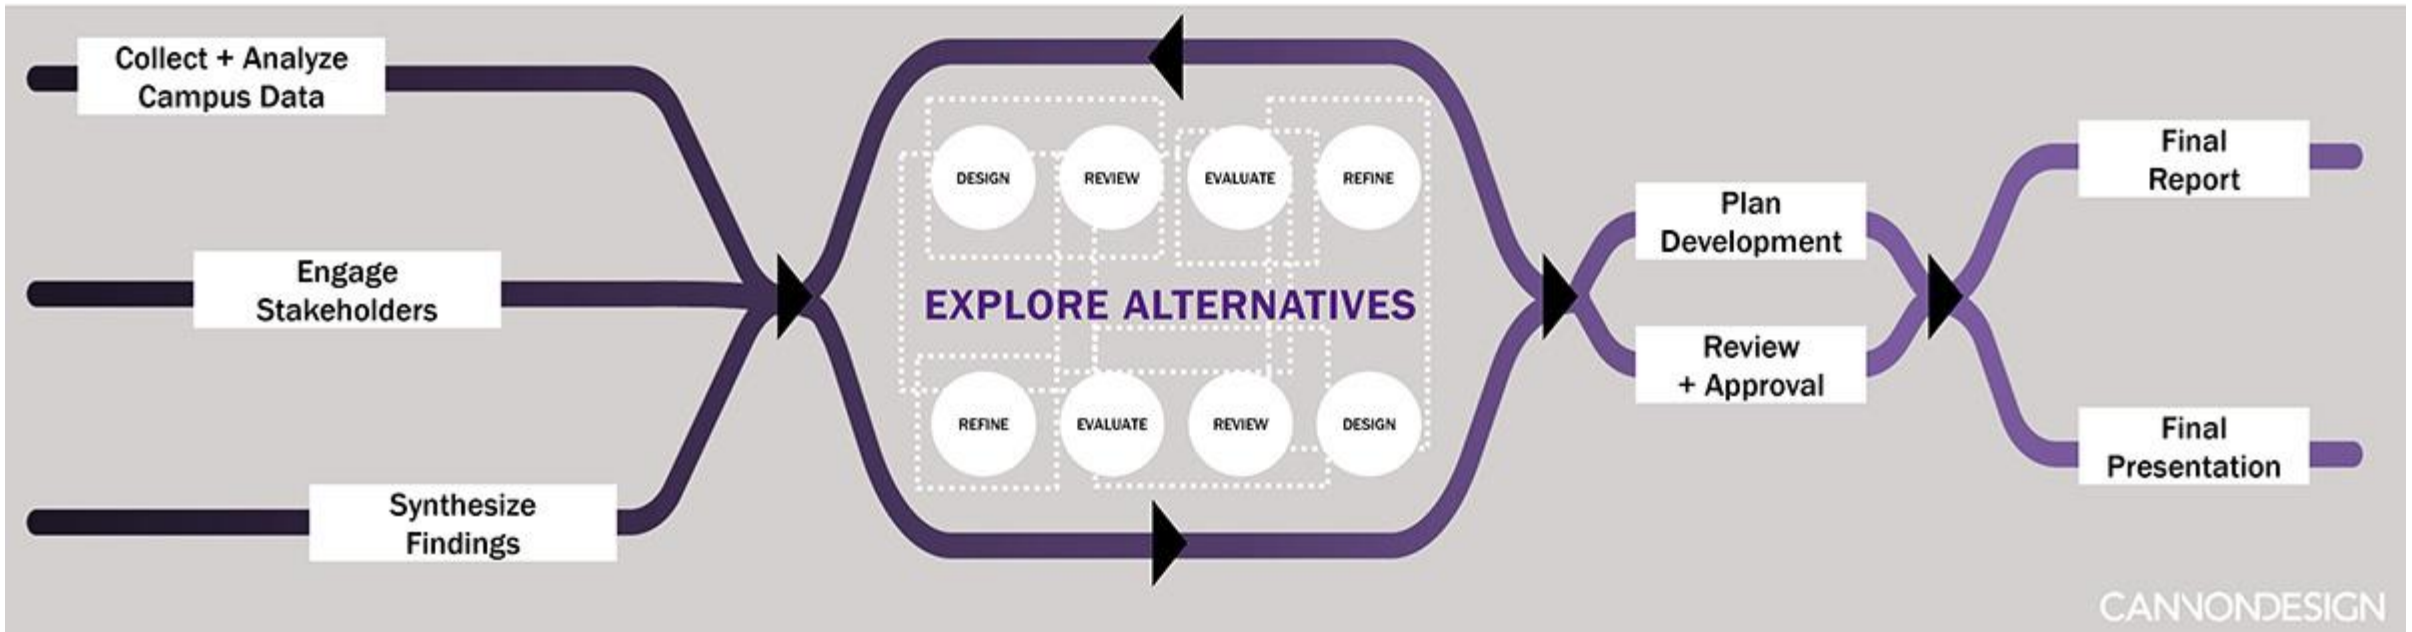 Collect + Analyze
Campus Data
Engage
Stakeholders
Synthesize
Findings
DESIGN
REVIEW
EVALUATE
REFINE
EXPLORE ALTERNATIVES
REFINE
EVALUATE
REVIEW
DESIGN
Plan
Development
Review
+ Approval
Final
Report
Final
Presentation
CANNONDESIGN